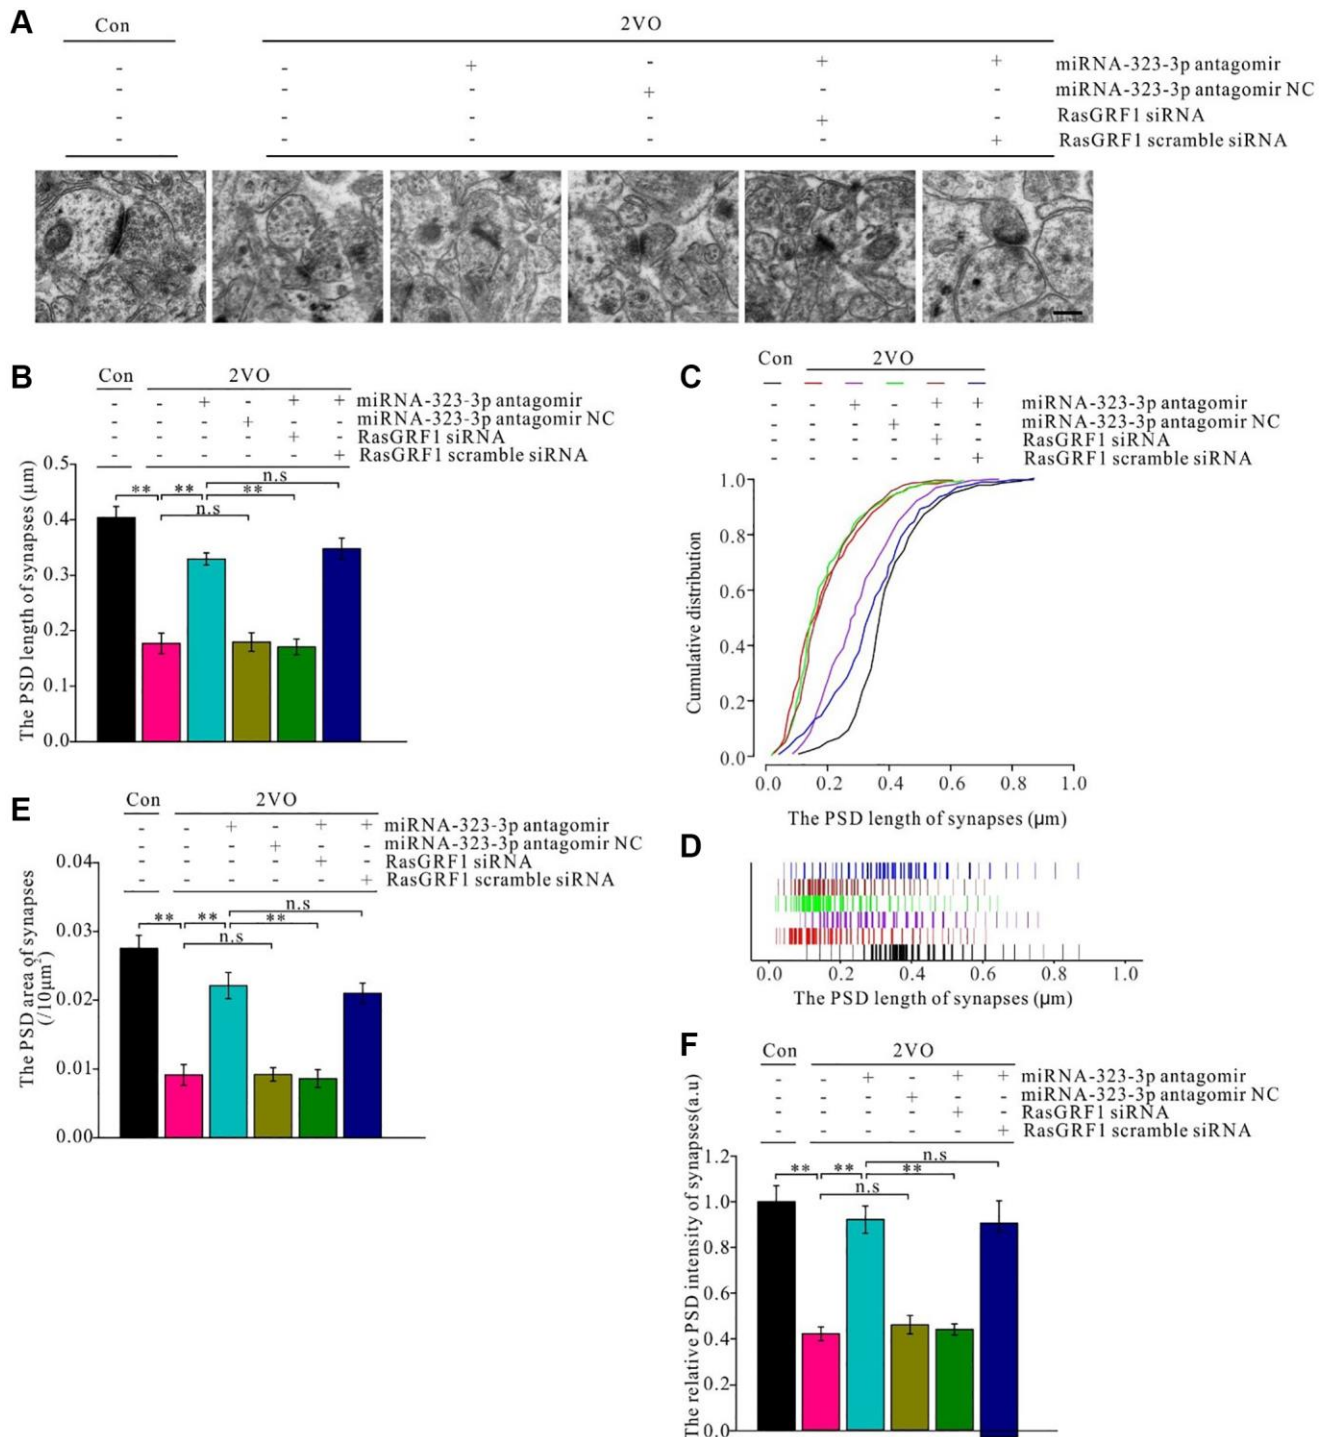 A
Con 2VO
- - + - + + miRNA-323-3p antagomir
- - - + - - miRNA-323-3p antagomir NC
- - - - + - RasGRF1 siRNA
- - - - - + RasGRF1 scramble siRNA
B
Con 2VO
- - + - + + miRNA-323-3p antagomir
- - - + - - miRNA-323-3p antagomir NC
- - - - + - RasGRF1 siRNA
- - - - - + RasGRF1 scramble siRNA
n.s
** ** **
n.s
The PSD length of synapses (μm)
0.5
0.4
0.3
0.2
0.1
0.0
C
Con 2VO
- - + - + + miRNA-323-3p antagomir
- - - + - - miRNA-323-3p antagomir NC
- - - - + - RasGRF1 siRNA
- - - - - + RasGRF1 scramble siRNA
Cumulative distribution
1.0
0.8
0.6
0.4
0.2
0.0
0.0 0.2 0.4 0.6 0.8 1.0
The PSD length of synapses (μm)
D
0.0 0.2 0.4 0.6 0.8 1.0
The PSD length of synapses (μm)
E
Con 2VO
- - + - + + miRNA-323-3p antagomir
- - - + - - miRNA-323-3p antagomir NC
- - - - + - RasGRF1 siRNA
- - - - - + RasGRF1 scramble siRNA
n.s
** ** **
n.s
The PSD area of synapses
(/10μm²)
0.04
0.03
0.02
0.01
0.00
F
Con 2VO
- - + - + + miRNA-323-3p antagomir
- - - + - - miRNA-323-3p antagomir NC
- - - - + - RasGRF1 siRNA
- - - - - + RasGRF1 scramble siRNA
n.s
** ** **
n.s
The relative PSD intensity of synapses(a.u)
1.2
1.0
0.8
0.6
0.4
0.2
0.0